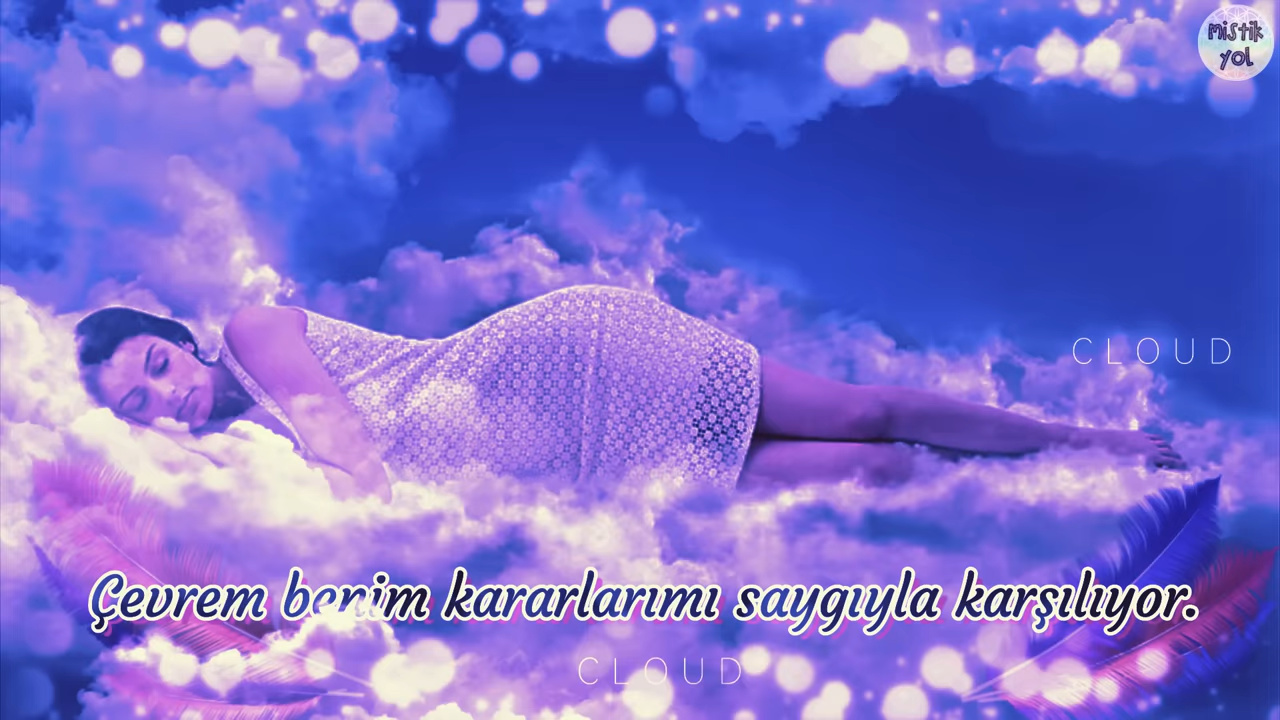 mistik
yol
CLOUD
Çevrem benim kararlarımı saygıyla karşılıyor.
CLOUD